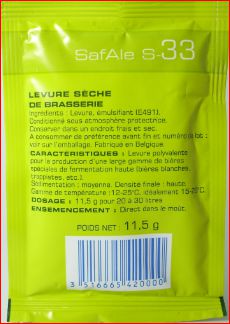 SafAle S-33
LEVURE SÈCHE
DE BRASSERIE
Ingrédients : Levure, émulsifiant (E491).
Conditionné sous atmosphère protectrice.
Conserver dans un endroit frais et sec.
A consommer de préférence avant fin et numéro de lot :
voir sur l'emballage. Fabriqué en Belgique.
CARACTERISTIQUES : Levure polyvalente
pour la production d'une large gamme de bières
spéciales de fermentation haute (bières blanches,
trappistes, etc.).
Sédimentation : moyenne. Densité finale : haute.
Gamme de température : 12-25°C, idéalement 15-20°C.
DOSAGE : 11,5 g pour 20 à 30 litres
ENSEMENCEMENT : Direct dans le moût.
POIDS NET : 11,5 g
3 516665 420000